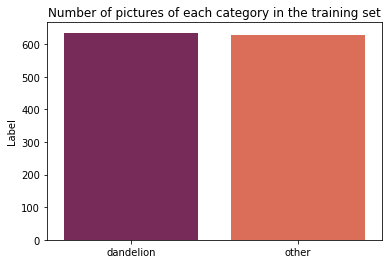 Number of pictures of each category in the training set
600
500
400
300
200
100
0
Label
dandelion other